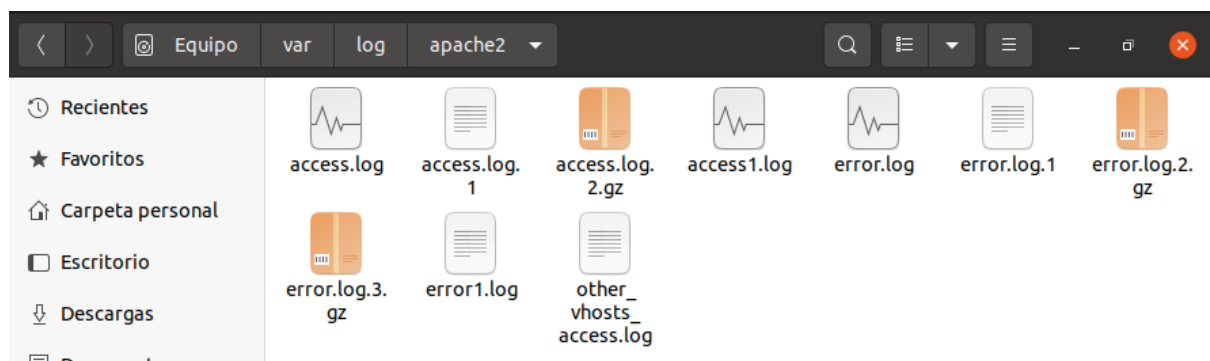 Equipo var log apache2
Recientes
Favoritos
Carpeta personal
Escritorio
Descargas
access.log
access.log.
1
access.log.
2.gz
access1.log
error.log
error.log.1
error.log.2.
gz
error.log.3.
gz
error1.log
other_
vhosts_
access.log